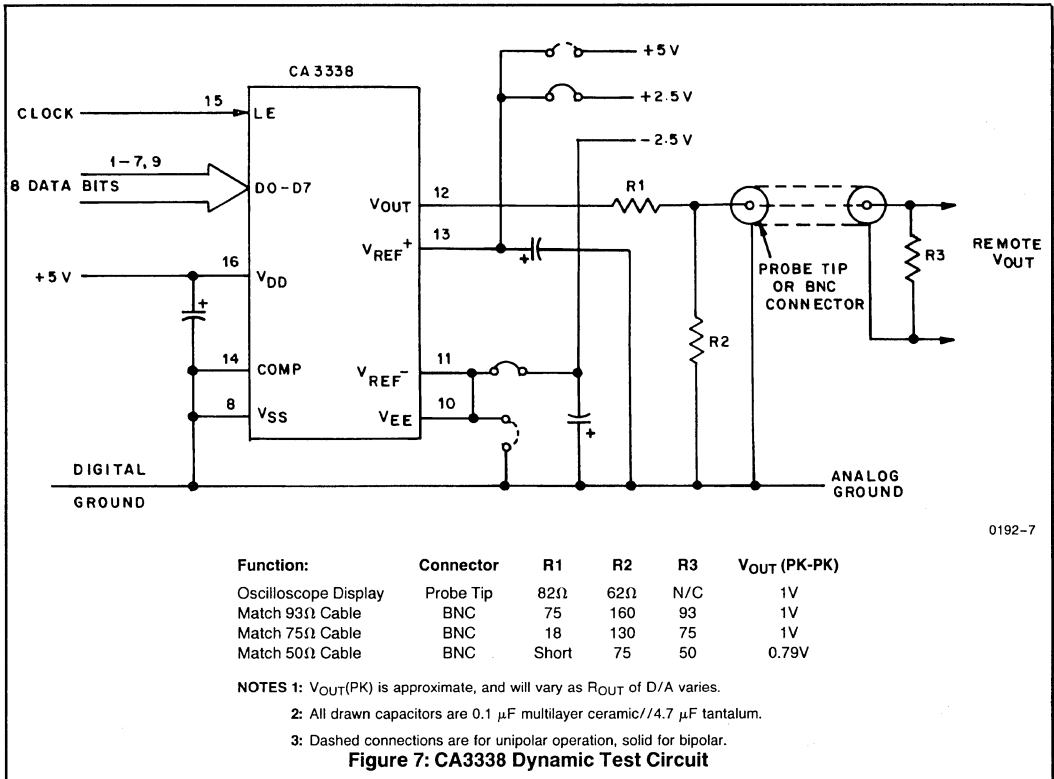 CA3338
+5V
+2.5V
-2.5V
CLOCK
15
LE
1-7, 9
8 DATA BITS
D0-D7
12
VOUT
R1
13
VREF+
R3
REMOTE
VOUT
PROBE TIP
OR BNC
CONNECTOR
+5V
16
VDD
+
+
R2
14
COMP
11
VREF-
10
8
VSS
VEE
+
DIGITAL
GROUND
ANALOG
GROUND
0192-7
Function: Connector R1 R2 R3 VOUT (PK-PK)
Oscilloscope Display Probe Tip 82Ω 62Ω N/C 1V
Match 93Ω Cable BNC 75 160 93 1V
Match 75Ω Cable BNC 18 130 75 1V
Match 50Ω Cable BNC Short 75 50 0.79V
NOTES 1: VOUT(PK) is approximate, and will vary as ROUT of D/A varies.
2: All drawn capacitors are 0.1 μF multilayer ceramic//4.7 μF tantalum.
3: Dashed connections are for unipolar operation, solid for bipolar.
Figure 7: CA3338 Dynamic Test Circuit